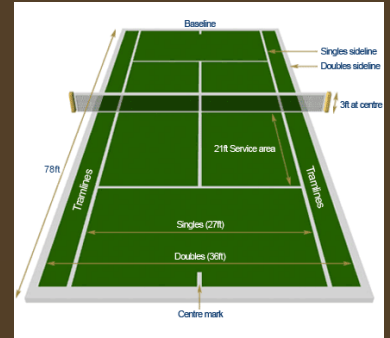 Baseline
Singles sideline
Doubles sideline
3ft at centre
21ft Service area
78ft
Tramlines
Tramlines
Singles (27ft)
Doubles (36ft)
Centre mark